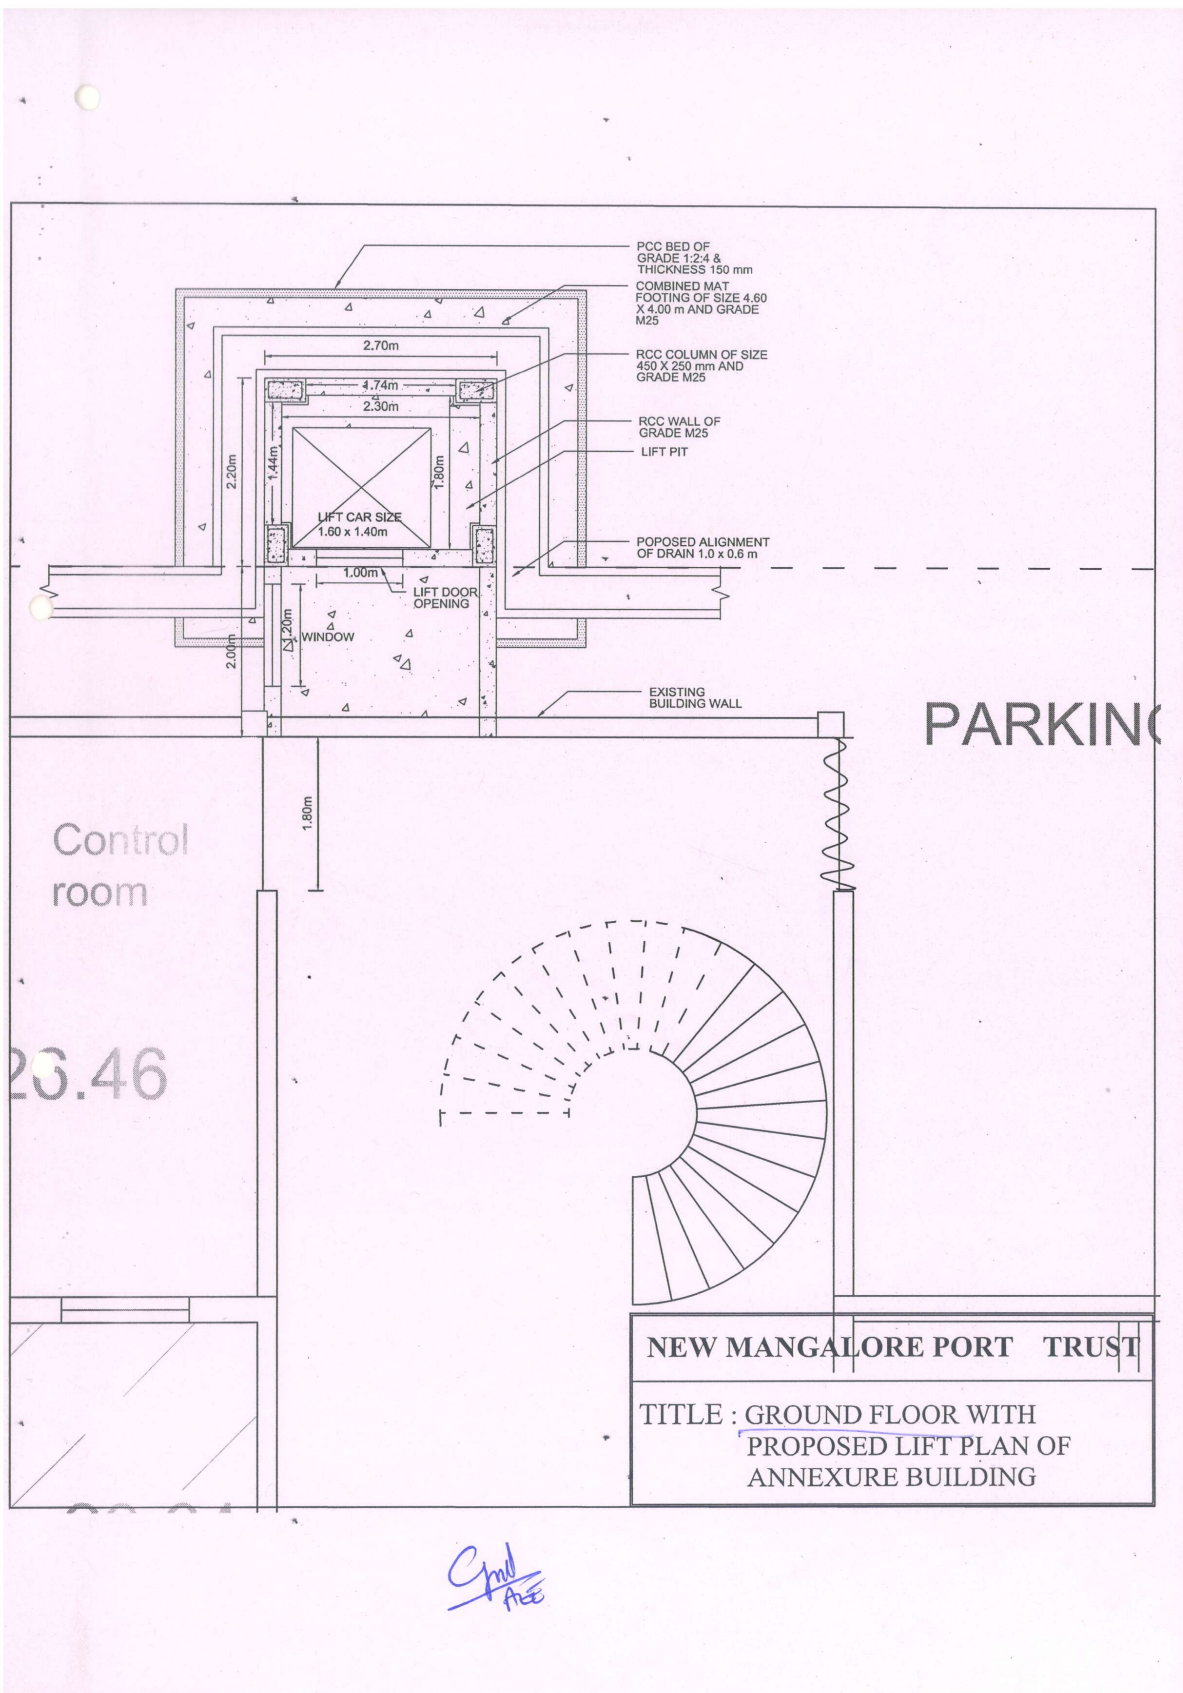 PCC BED OF
GRADE 1:2:4 &
THICKNESS 150 mm
COMBINED MAT
FOOTING OF SIZE 4.60
X 4.00 m AND GRADE
M25
2.70m
RCC COLUMN OF SIZE
450 X 250 mm AND
GRADE M25
1.74m
2.30m
RCC WALL OF
GRADE M25
LIFT PIT
2.20m
1.44m
1.80m
LIFT CAR SIZE
1.60 x 1.40m
POPOSED ALIGNMENT
OF DRAIN 1.0 x 0.6 m
1.00m
LIFT DOOR
OPENING
1.20m
WINDOW
2.00m
EXISTING
BUILDING WALL
PARKING
1.80m
Control
room
26.46
NEW MANGALORE PORT TRUST
TITLE : GROUND FLOOR WITH
PROPOSED LIFT PLAN OF
ANNEXURE BUILDING
AEE